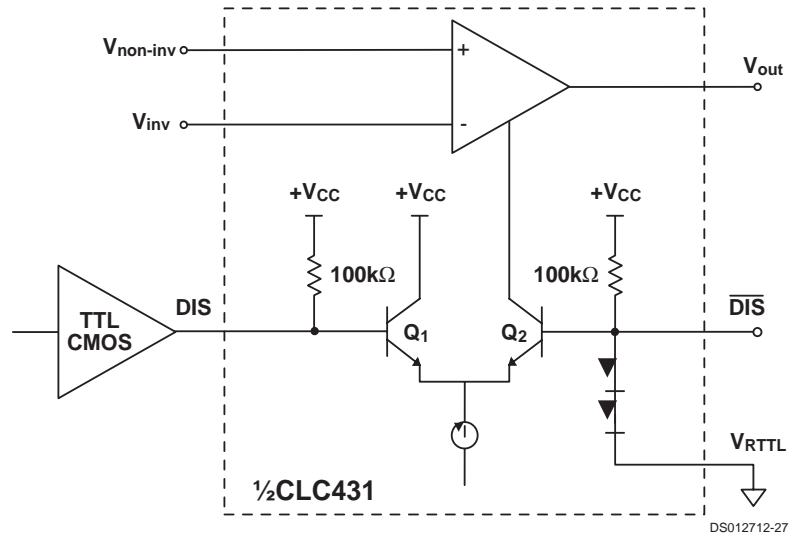 Vnon-inv
+
Vout
Vinv
-
+VCC
+VCC
+VCC
100kΩ
100kΩ
DIS
DIS
TTL
CMOS
Q1
Q2
I
VRTTL
½CLC431
DS012712-27